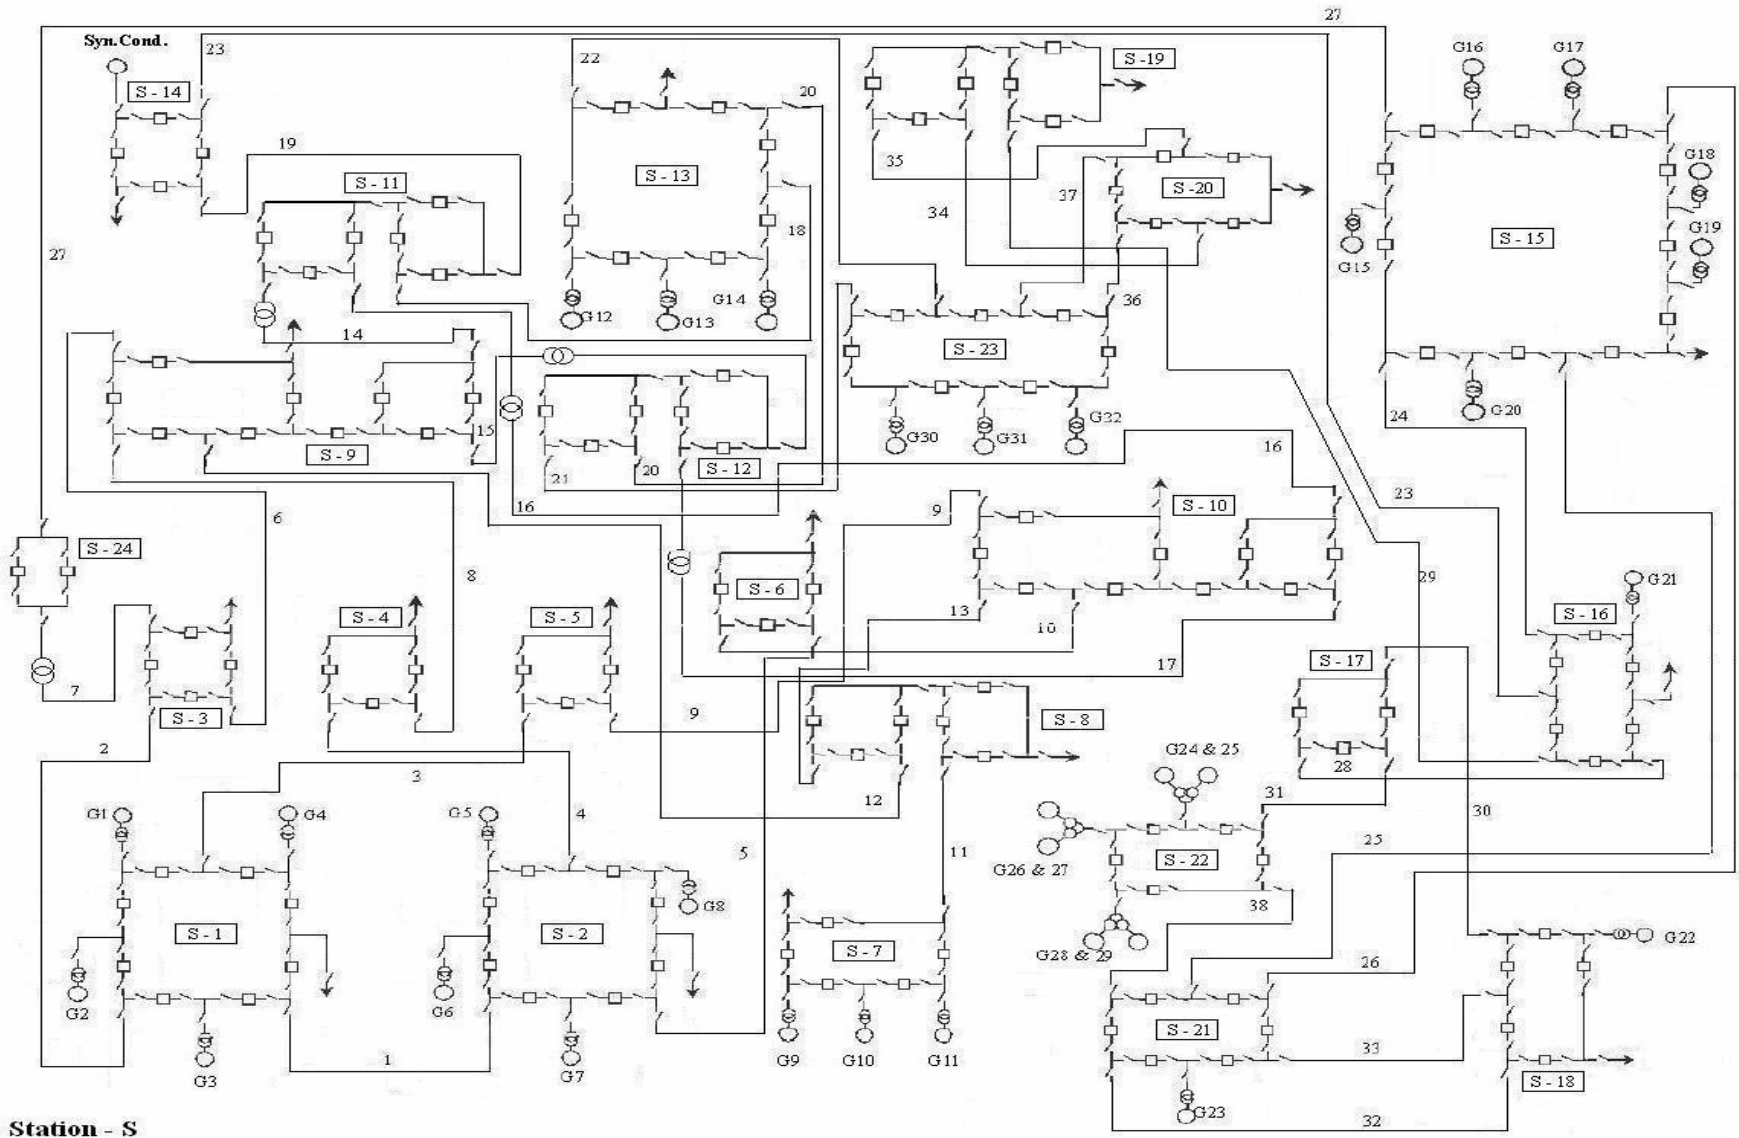 27
Syn.Cond.
23
22
S - 19
G16
G17
S - 14
20
19
35
G18
S - 11
S - 13
37
S - 20
34
G19
27
18
S - 15
G15
G12
G13
G14
36
14
S - 23
24
G20
15
G30
G31
G32
S - 9
21
20
S - 12
16
16
23
6
9
S - 10
S - 24
8
29
G21
S - 6
S - 4
S - 5
13
10
S - 16
17
S - 17
7
S - 3
9
S - 8
2
3
G24 & 25
28
12
31
G1
G4
G5
4
5
11
30
25
G26 & 27
S - 22
G8
38
S - 1
S - 2
S - 7
G28 & 29
G22
26
G2
G6
S - 21
33
1
G9
G10
G11
G3
G7
S - 18
G23
32
Station - S